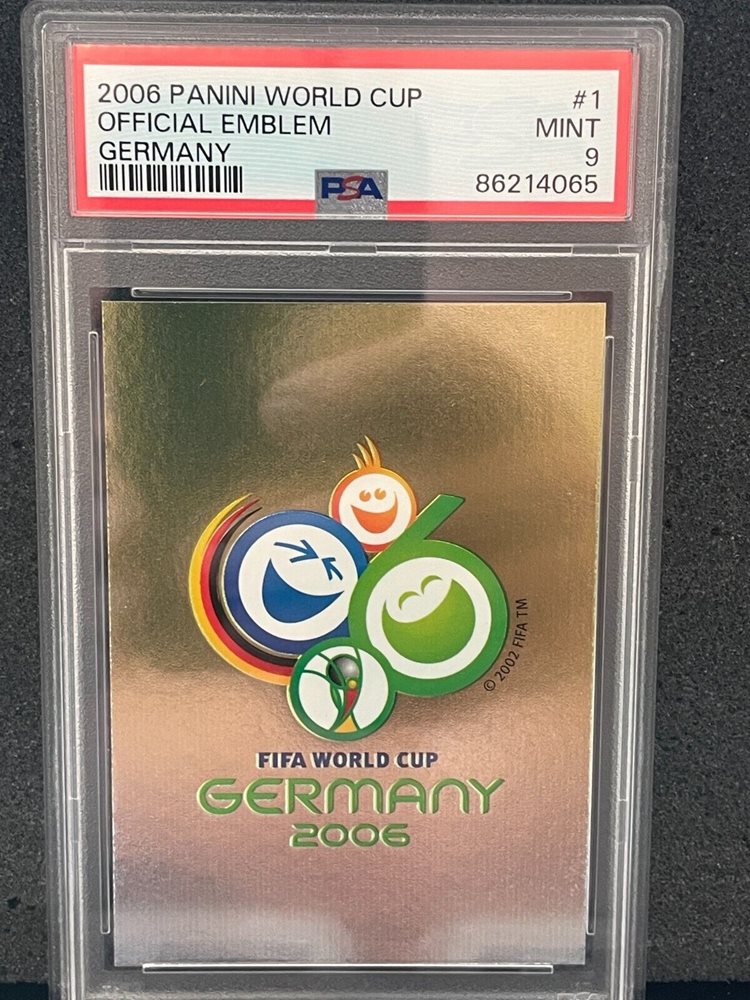 2006 PANINI WORLD CUP #1
OFFICIAL EMBLEM MINT
GERMANY 9
PSA 86214065
© 2002 FIFA TM
FIFA WORLD CUP
GERMANY
2006